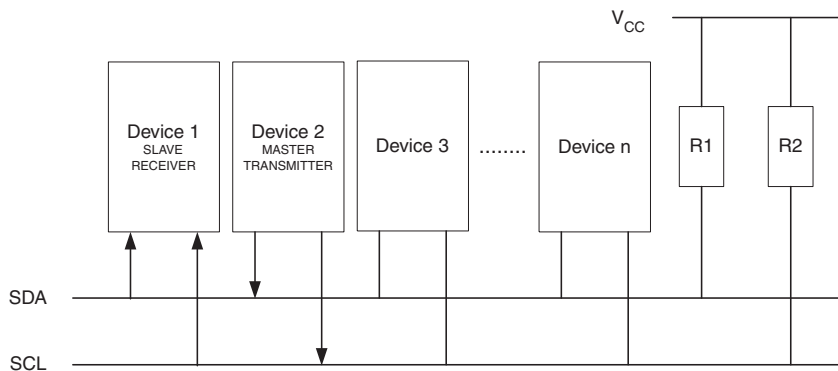 V_CC
Device 1
SLAVE
RECEIVER
Device 2
MASTER
TRANSMITTER
Device 3
........
Device n
R1
R2
SDA
SCL